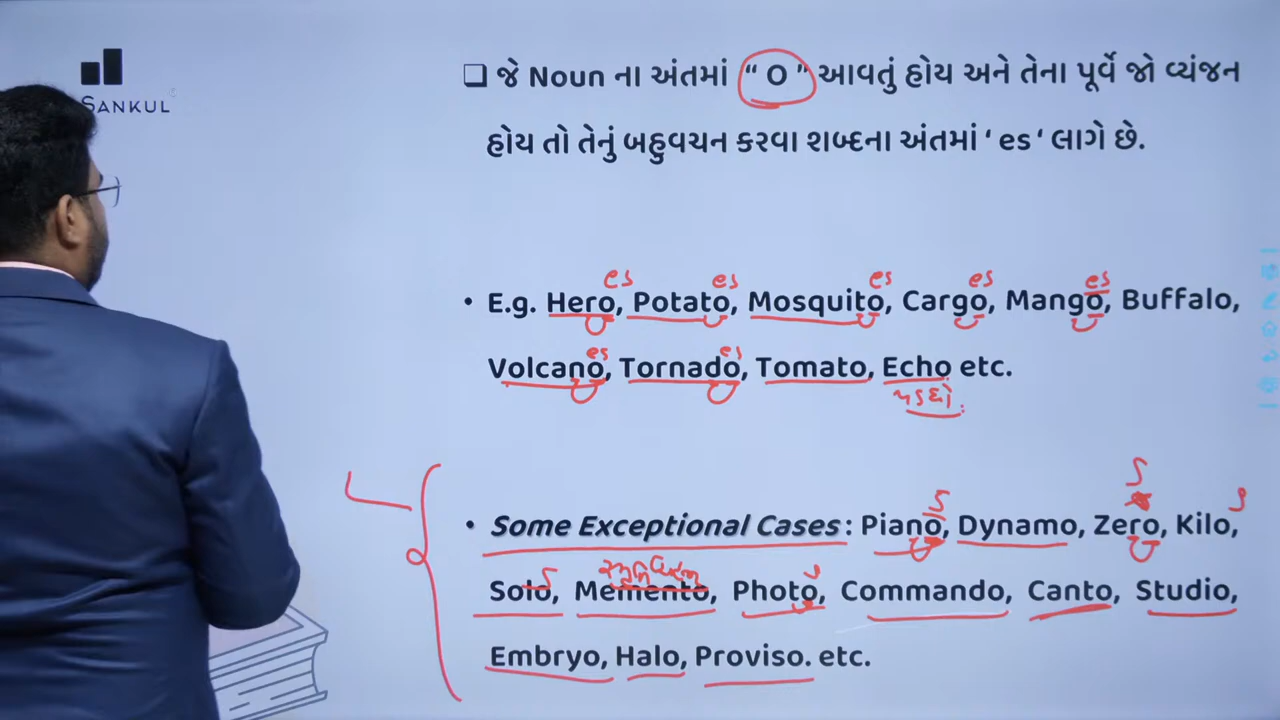 SANKUL
❑ જે Noun ના અંતમાં “ O ” આવતું હોય અને તેના પૂર્વે જો વ્યંજન
હોય તો તેનું બહુવચન કરવા શબ્દના અંતમાં ‘ es ‘ લાગે છે.
es es es es es
• E.g. Hero, Potato, Mosquito, Cargo, Mango, Buffalo,
es es
Volcano, Tornado, Tomato, Echo etc.
પડઘો
s s s
• Some Exceptional Cases : Piano, Dynamo, Zero, Kilo,
s સ્મૃતિચિહ્ન s
Solo, Memento, Photo, Commando, Canto, Studio,
Embryo, Halo, Proviso. etc.